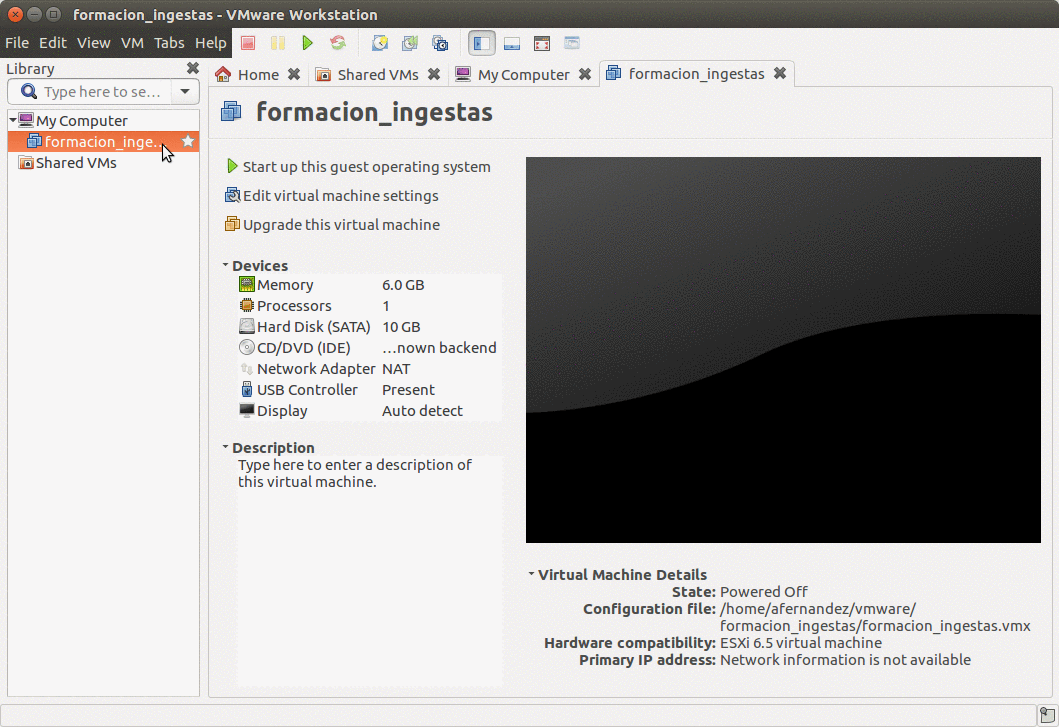 formacion_ingestas - VMware Workstation
File Edit View VM Tabs Help
Library
Type here to se...
My Computer
formacion_inge...
Shared VMs
Home
Shared VMs
My Computer
formacion_ingestas
formacion_ingestas
Start up this guest operating system
Edit virtual machine settings
Upgrade this virtual machine
Devices
Memory 6.0 GB
Processors 1
Hard Disk (SATA) 10 GB
CD/DVD (IDE) ...nown backend
Network Adapter NAT
USB Controller Present
Display Auto detect
Description
Type here to enter a description of
this virtual machine.
Virtual Machine Details
State: Powered Off
Configuration file: /home/afernandez/vmware/
formacion_ingestas/formacion_ingestas.vmx
Hardware compatibility: ESXi 6.5 virtual machine
Primary IP address: Network information is not available